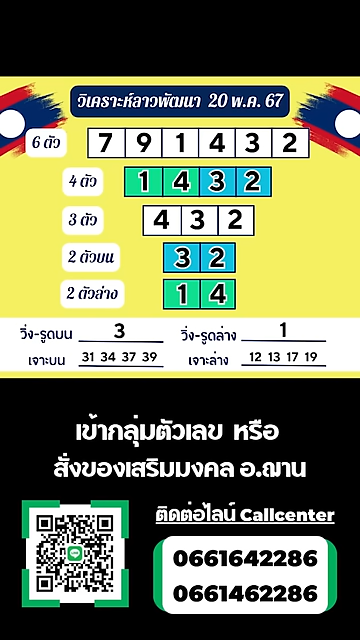 วิเคราะห์ลาวพัฒนา 20 พ.ค. 67
6 ตัว 7 9 1 4 3 2
4 ตัว 1 4 3 2
3 ตัว 4 3 2
2 ตัวบน 3 2
2 ตัวล่าง 1 4
วิ่ง-รูดบน 3 วิ่ง-รูดล่าง 1
เจาะบน 31 34 37 39 เจาะล่าง 12 13 17 19
เข้ากลุ่มตัวเลข หรือ
สั่งของเสริมมงคล อ.ฌาน
ติดต่อไลน์ Callcenter
0661642286
0661462286